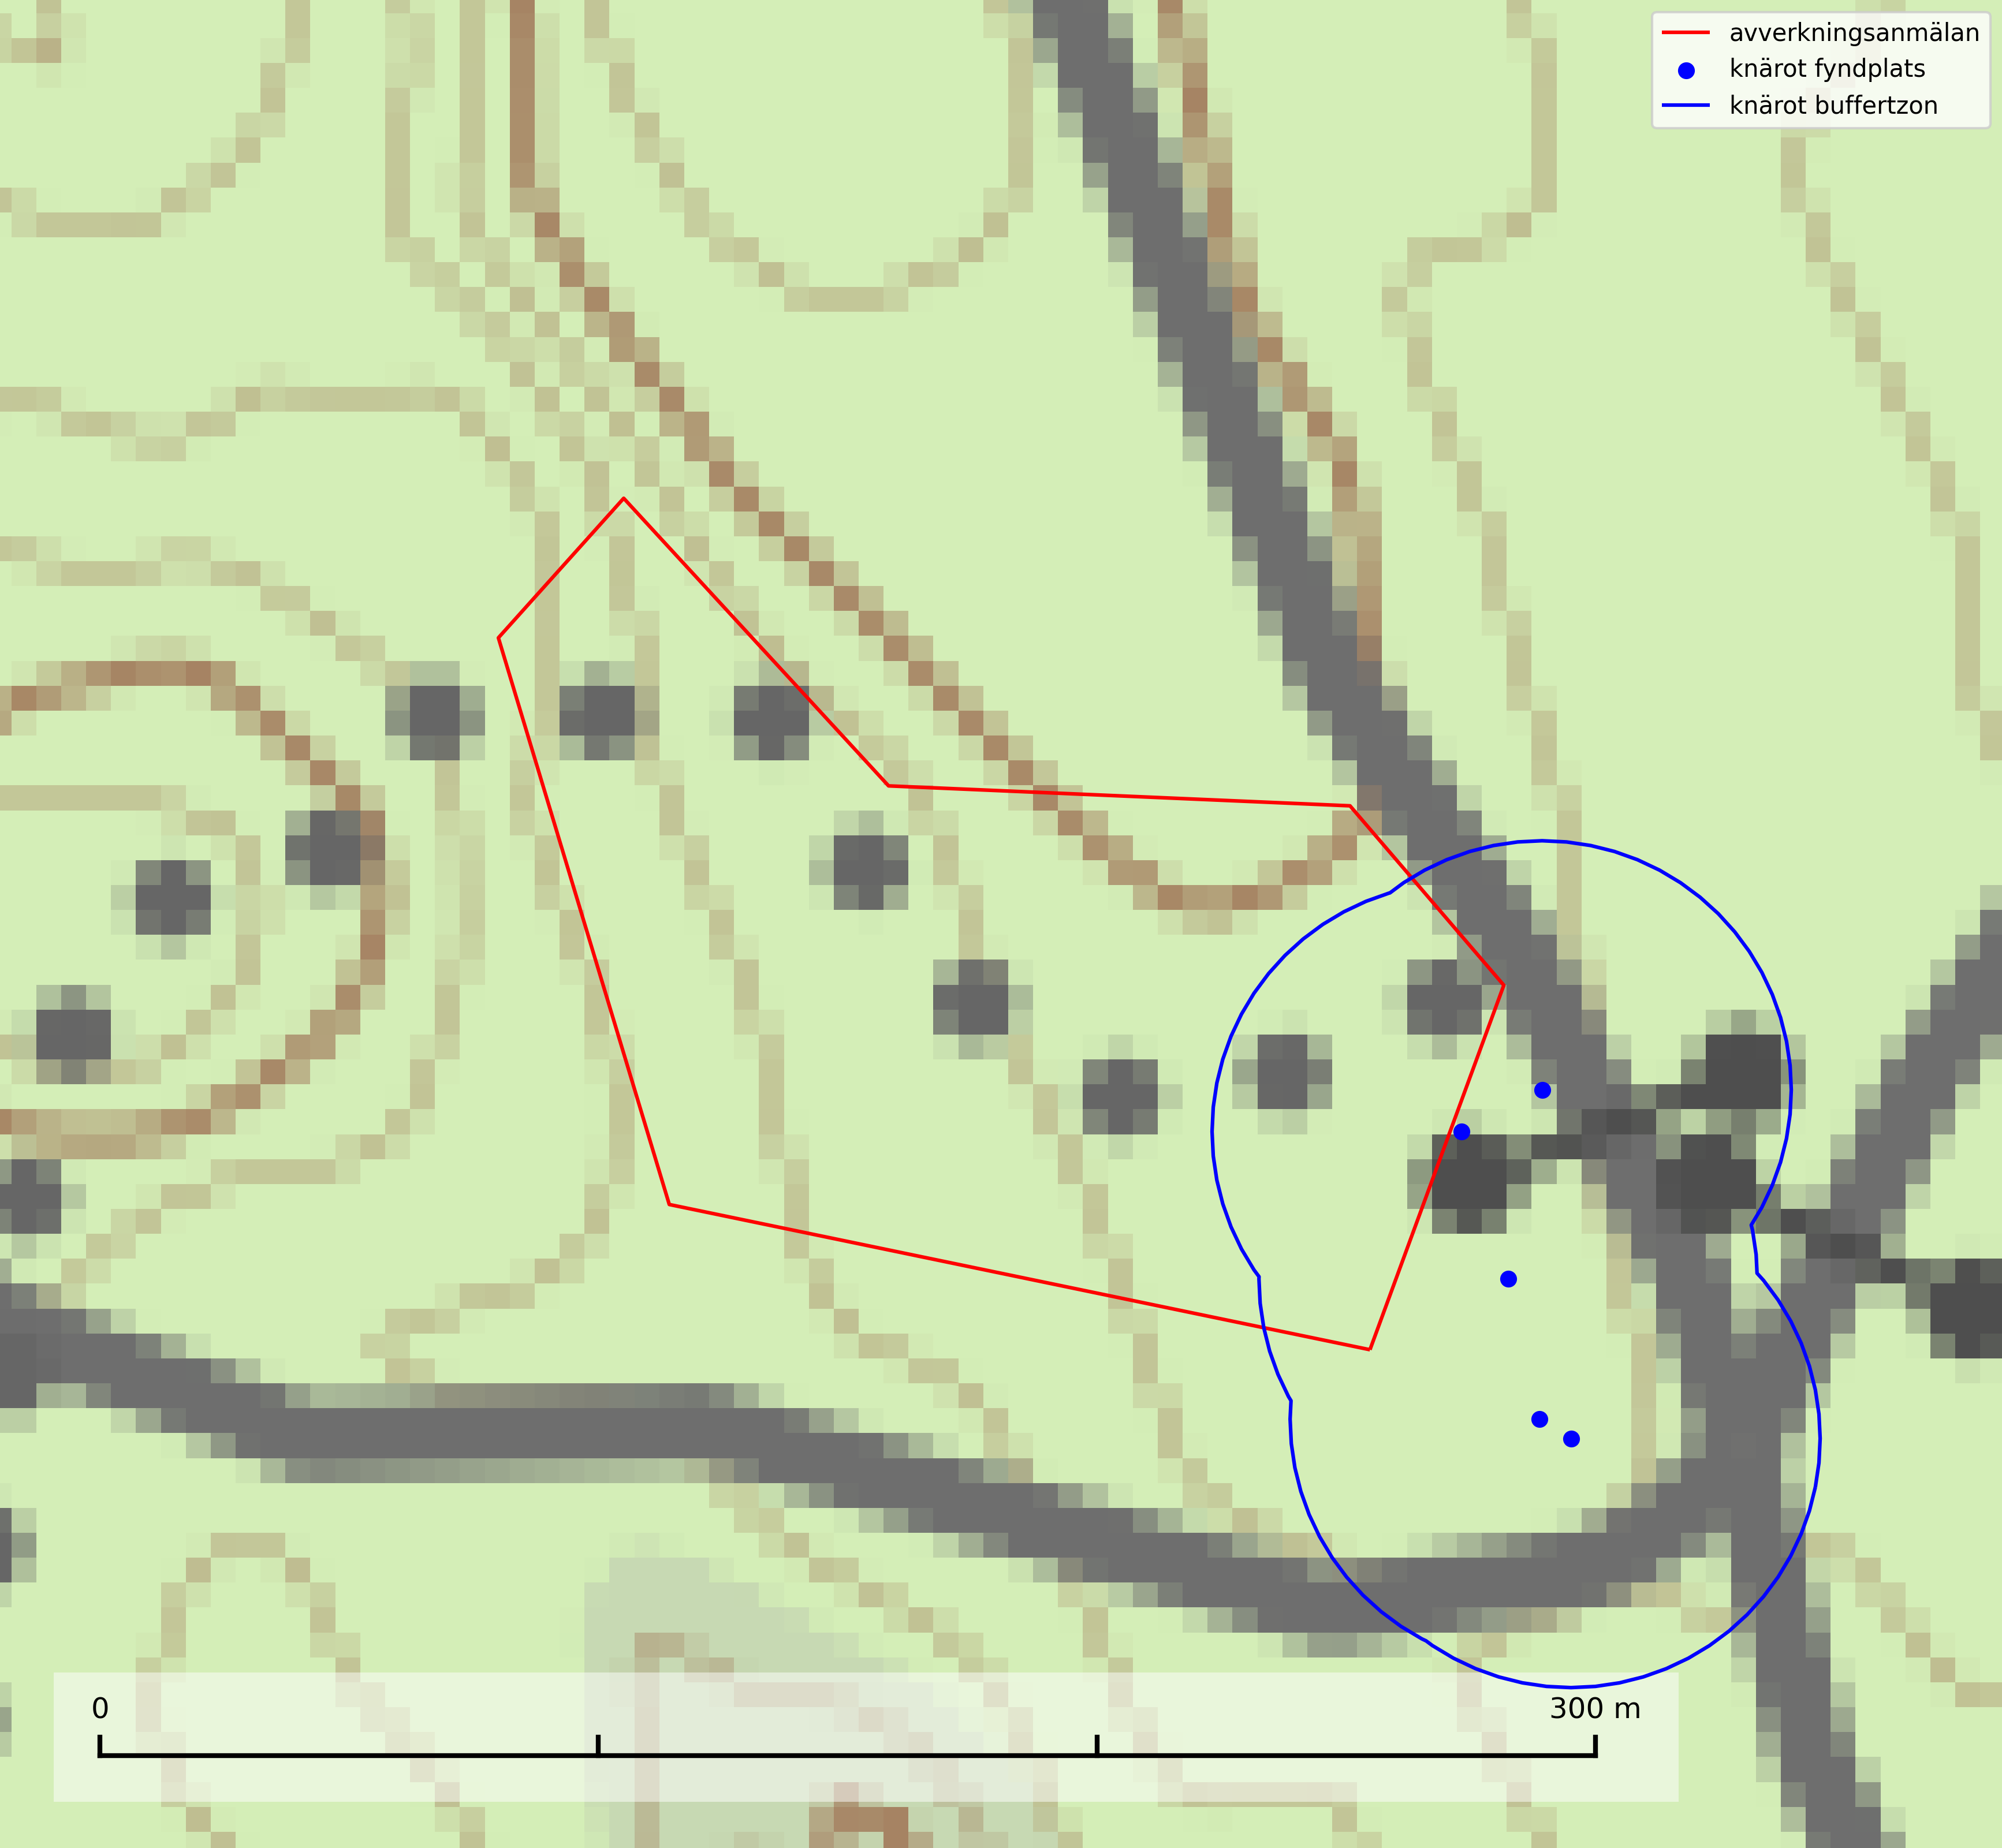 avverkningsanmälan
knärot fyndplats
knärot buffertzon
0
300 m